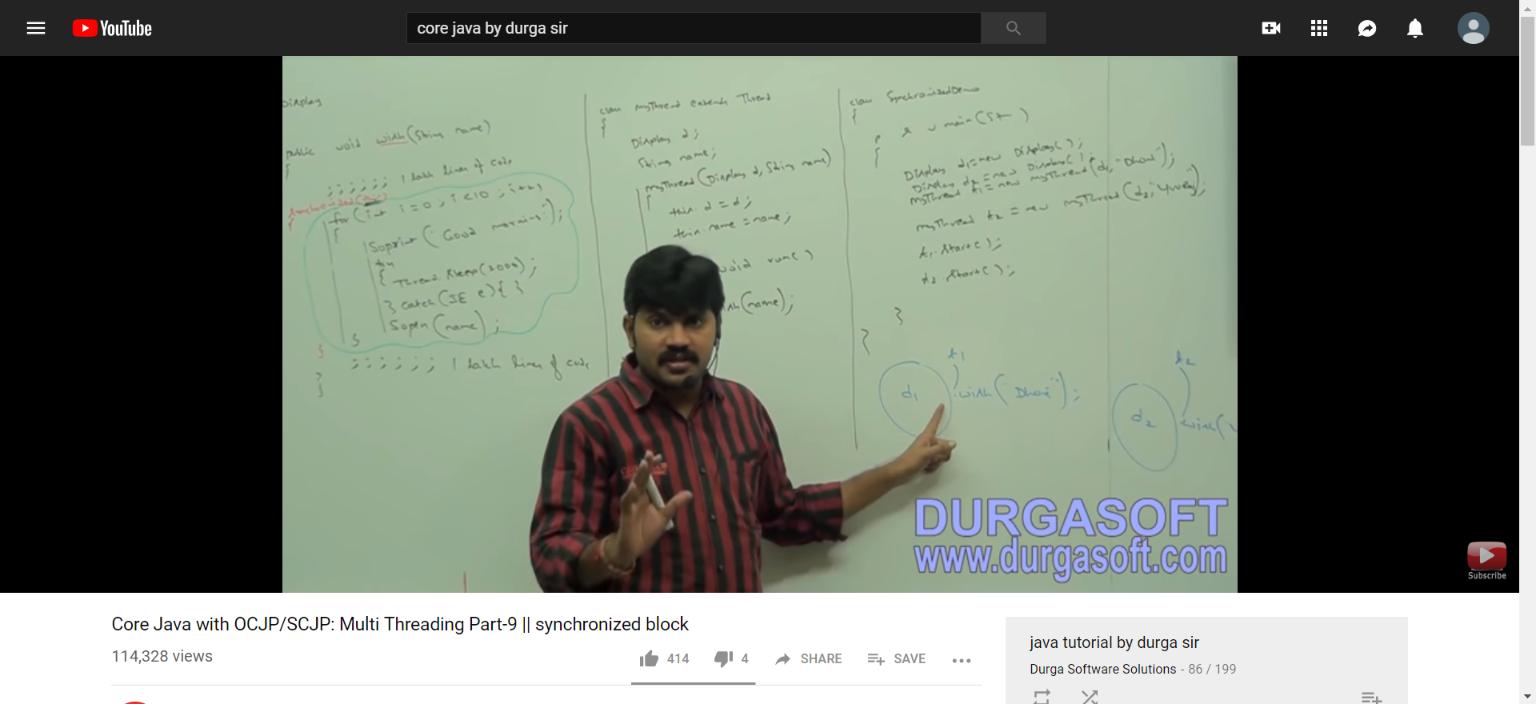 YouTube
core java by durga sir
Display
public void wish(String name)
{
;;;;;; 1 lakh lines of code
{
for(int i=0; i<10; i++)
{
Soprint("Good morning:");
try
{ Thread.sleep(2000);
} catch(IE e) { }
Sopln(name);
}
}
;;;;;; 1 lakh lines of code
}
}
class myThread extends Thread
{
Display d;
String name;
myThread(Display d, String name)
{
this.d = d;
this.name = name;
void run()
(name);
class SynchronizedDemo
{
main(
{
Display d1=new Display();
Display d2=new Display();
myThread t1=new myThread(d1,"Dhoni");
myThread t2 = new myThread(d2,"Yuvraj");
t1.start();
t2.start();
}
}
t1
d1 .wish("Dhoni");
t2
d2 .wish(
DURGASOFT
www.durgasoft.com
Subscribe
Core Java with OCJP/SCJP: Multi Threading Part-9 || synchronized block
114,328 views
414 4 SHARE SAVE
java tutorial by durga sir
Durga Software Solutions - 86 / 199